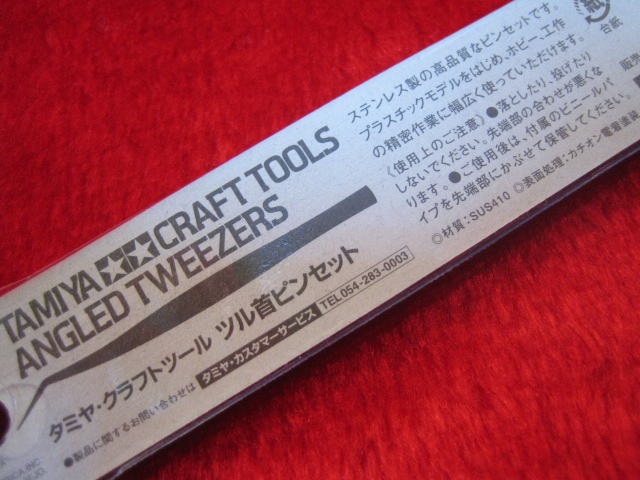 TAMIYA CRAFT TOOLS
ANGLED TWEEZERS
タミヤ・クラフトツール ツル首ピンセット
●製品に関するお問い合わせは タミヤ・カスタマーサービス TEL054-283-0003
ステンレス製の高品質なピンセットです。
プラスチックモデルをはじめ、ホビー、工作
の精密作業に幅広く使っていただけます。
《使用上のご注意》●落としたり、投げたり
しないでください。先端部の合わせが悪くな
ります。●ご使用後は、付属のビニールパ
イプを先端部にかぶせて保管してください。
◎材質：SUS410 ◎表面処理：カチオン電着塗装
台紙
販売